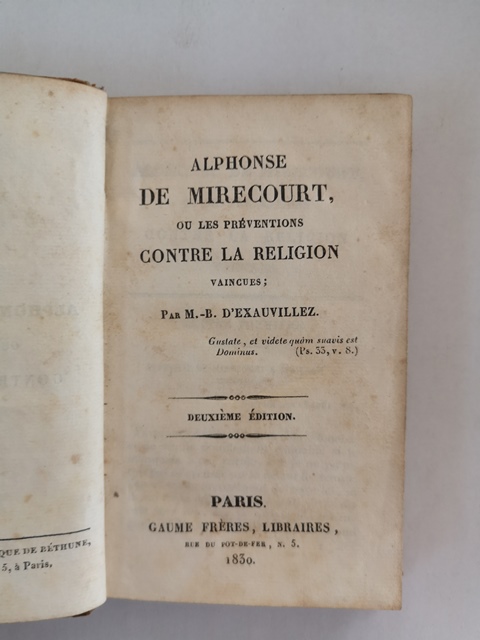 ALPHONSE
DE MIRECOURT,
OU LES PRÉVENTIONS
CONTRE LA RELIGION
VAINCUES;
PAR M.-B. D'EXAUVILLEZ.
Gustate, et videte quàm suavis est
Dominus. (Ps. 33, v. 8.)
DEUXIÈME ÉDITION.
PARIS.
GAUME FRÈRES, LIBRAIRES,
RUE DU POT-DE-FER, N. 5.
1830.
QUE DE BÉTHUNE,
5, à Paris.